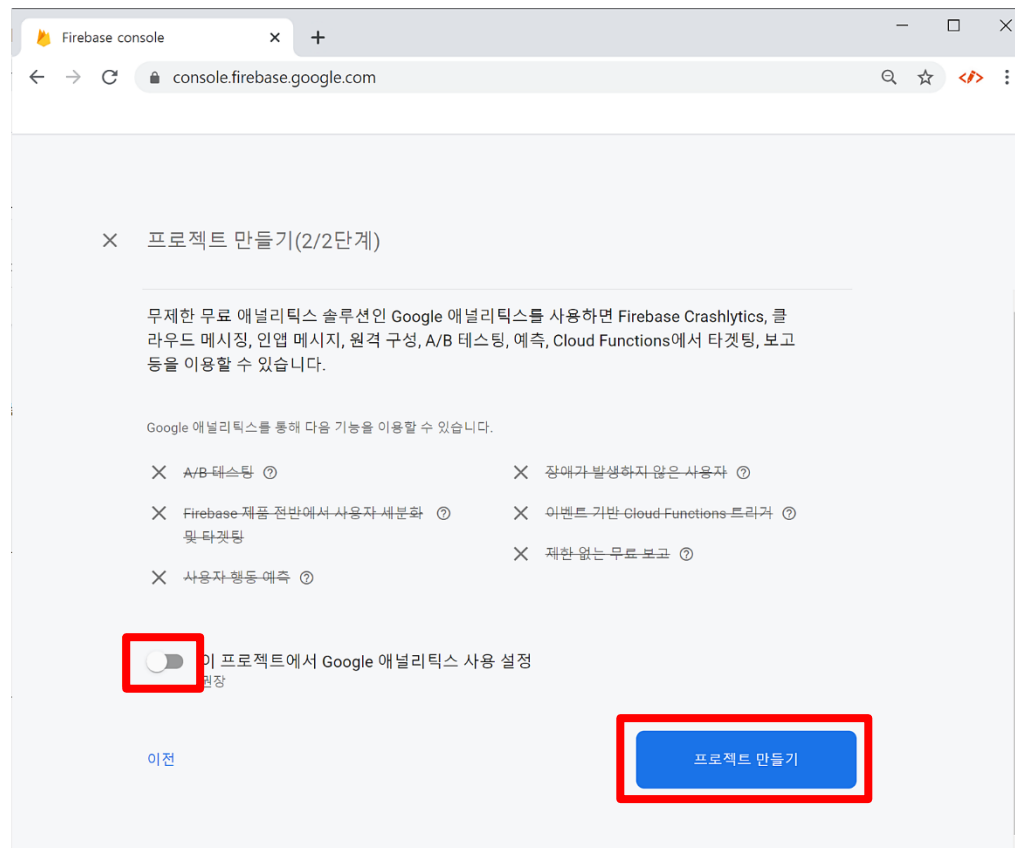 Firebase console
console.firebase.google.com
프로젝트 만들기(2/2단계)
무제한 무료 애널리틱스 솔루션인 Google 애널리틱스를 사용하면 Firebase Crashlytics, 클
라우드 메시징, 인앱 메시지, 원격 구성, A/B 테스팅, 예측, Cloud Functions에서 타겟팅, 보고
등을 이용할 수 있습니다.
Google 애널리틱스를 통해 다음 기능을 이용할 수 있습니다.
A/B 테스팅
장애가 발생하지 않은 사용자
Firebase 제품 전반에서 사용자 세분화
및 타겟팅
이벤트 기반 Cloud Functions 트리거
제한 없는 무료 보고
사용자 행동 예측
이 프로젝트에서 Google 애널리틱스 사용 설정
권장
이전
프로젝트 만들기